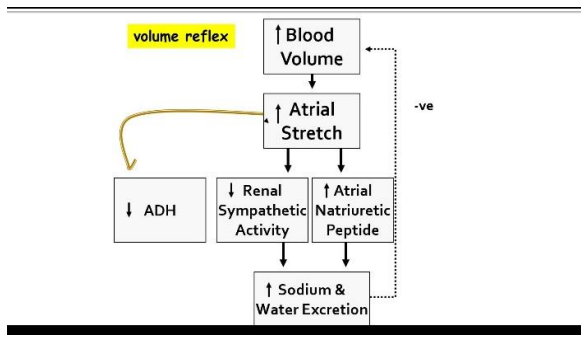 volume reflex
↑ Blood
Volume
↑ Atrial
Stretch
-ve
↓ ADH
↓ Renal
Sympathetic
Activity
↑ Atrial
Natriuretic
Peptide
↑ Sodium &
Water Excretion